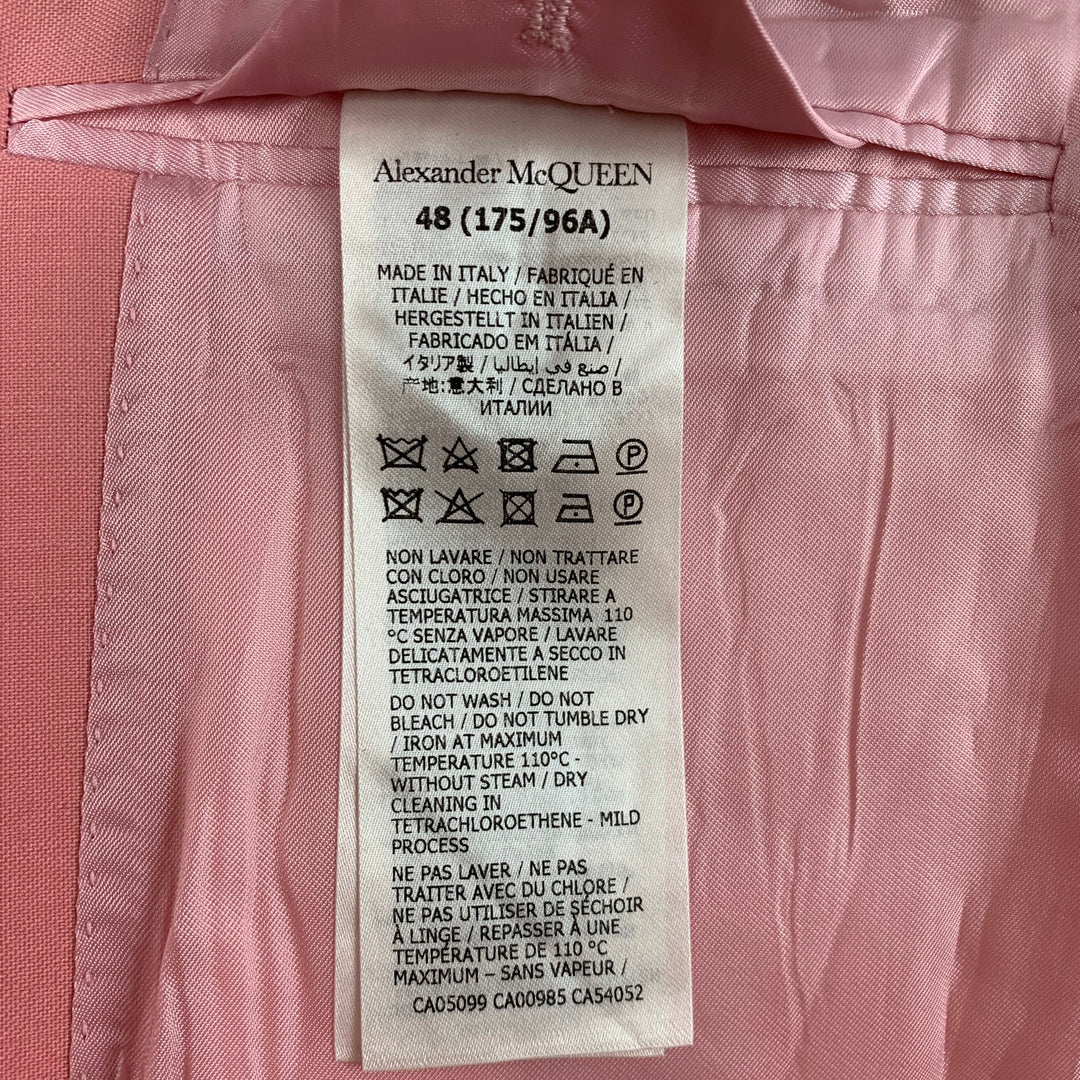 Alexander McQUEEN
48 (175/96A)
MADE IN ITALY / FABRIQUÉ EN
ITALIE / HECHO EN ITALIA /
HERGESTELLT IN ITALIEN /
FABRICADO EM ITÁLIA /
イタリア製 / صنع في إيطاليا /
产地:意大利 / СДЕЛАНО В
ИТАЛИИ
P
P
NON LAVARE / NON TRATTARE
CON CLORO / NON USARE
ASCIUGATRICE / STIRARE A
TEMPERATURA MASSIMA 110
°C SENZA VAPORE / LAVARE
DELICATAMENTE A SECCO IN
TETRACLOROETILENE
DO NOT WASH / DO NOT
BLEACH / DO NOT TUMBLE DRY
/ IRON AT MAXIMUM
TEMPERATURE 110°C -
WITHOUT STEAM / DRY
CLEANING IN
TETRACHLOROETHENE - MILD
PROCESS
NE PAS LAVER / NE PAS
TRAITER AVEC DU CHLORE /
NE PAS UTILISER DE SÉCHOIR
À LINGE / REPASSER À UNE
TEMPÉRATURE DE 110 °C
MAXIMUM – SANS VAPEUR /
CA05099 CA00985 CA54052